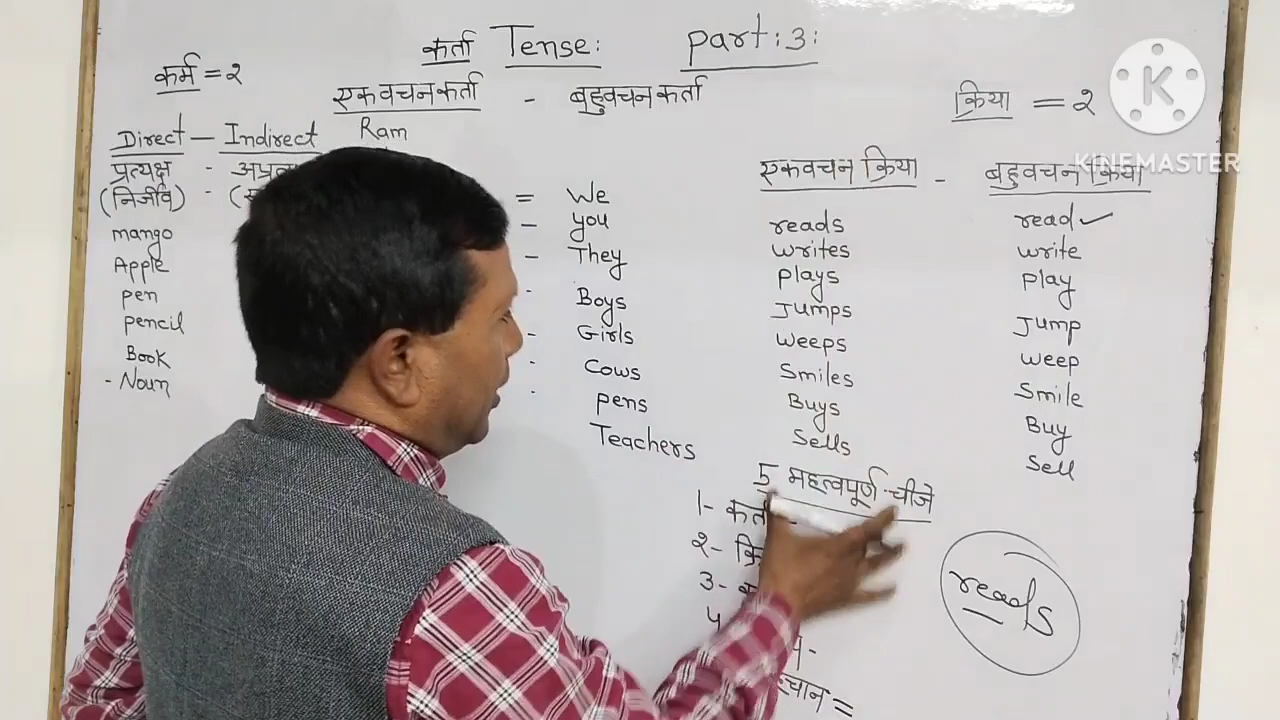 कर्ता Tense: part:3:
कर्म = २
एकवचन कर्ता - बहुवचन कर्ता
क्रिया = २
K
KINEMASTER
Direct - Indirect
प्रत्यक्ष -
(निर्जीव) -
mango
Apple
pen
pencil
Book
- Noun
Ram
= We
- you
- They
- Boys
- Girls
- Cows
- pens
Teachers
एकवचन क्रिया - बहुवचन क्रिया
reads read ✓
writes write
plays play
Jumps Jump
weeps weep
Smiles Smile
Buys Buy
Sells Sell
5 महत्वपूर्ण चीजे
1- कर्ता -
२-
3-
reads